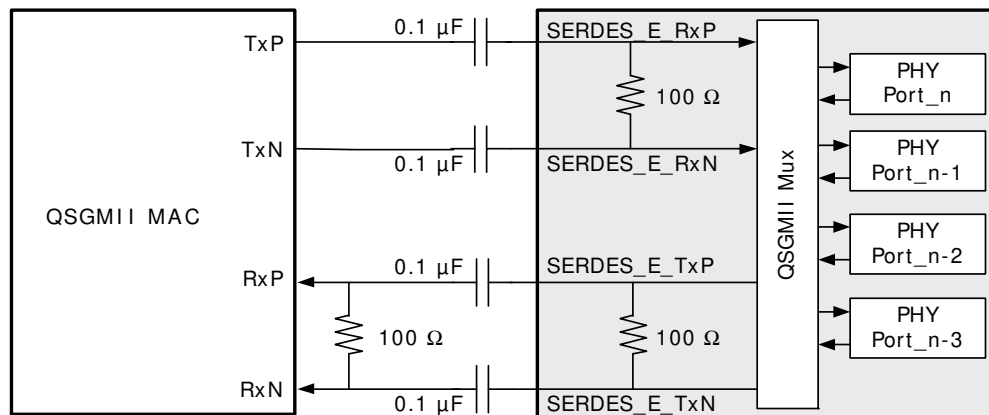 TxP
0.1 µF
SERDES_E_RxP
100 Ω
TxN
0.1 µF
SERDES_E_RxN
QSGMII MAC
RxP
0.1 µF
SERDES_E_TxP
100 Ω
100 Ω
RxN
0.1 µF
SERDES_E_TxN
QSGMII Mux
PHY
Port_n
PHY
Port_n-1
PHY
Port_n-2
PHY
Port_n-3